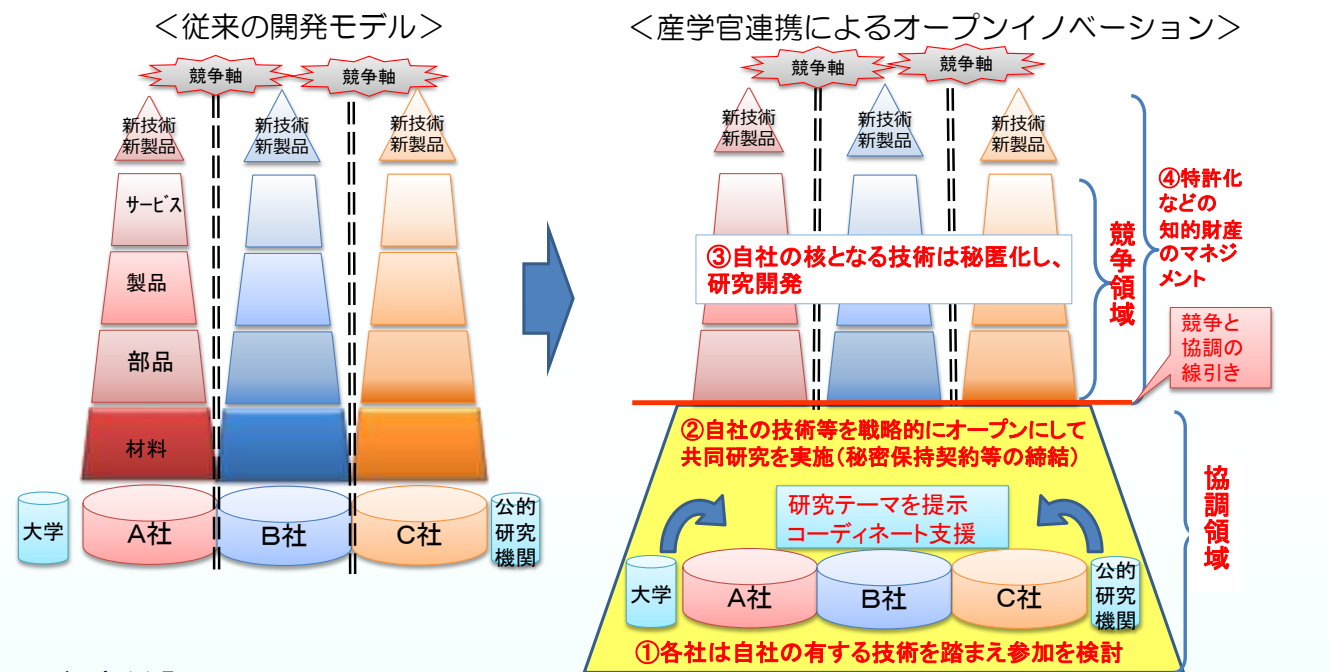 ＜従来の開発モデル＞
競争軸
競争軸
新技術
新製品
新技術
新製品
新技術
新製品
サービス
製品
部品
材料
大学
A社
B社
C社
公的
研究
機関
＜産学官連携によるオープンイノベーション＞
競争軸
競争軸
新技術
新製品
新技術
新製品
新技術
新製品
③自社の核となる技術は秘匿化し、
研究開発
競争領域
④特許化
などの
知的財産
のマネジ
メント
競争と
協調の
線引き
②自社の技術等を戦略的にオープンにして
共同研究を実施（秘密保持契約等の締結）
研究テーマを提示
コーディネート支援
協調領域
大学
A社
B社
C社
公的
研究
機関
①各社は自社の有する技術を踏まえ参加を検討